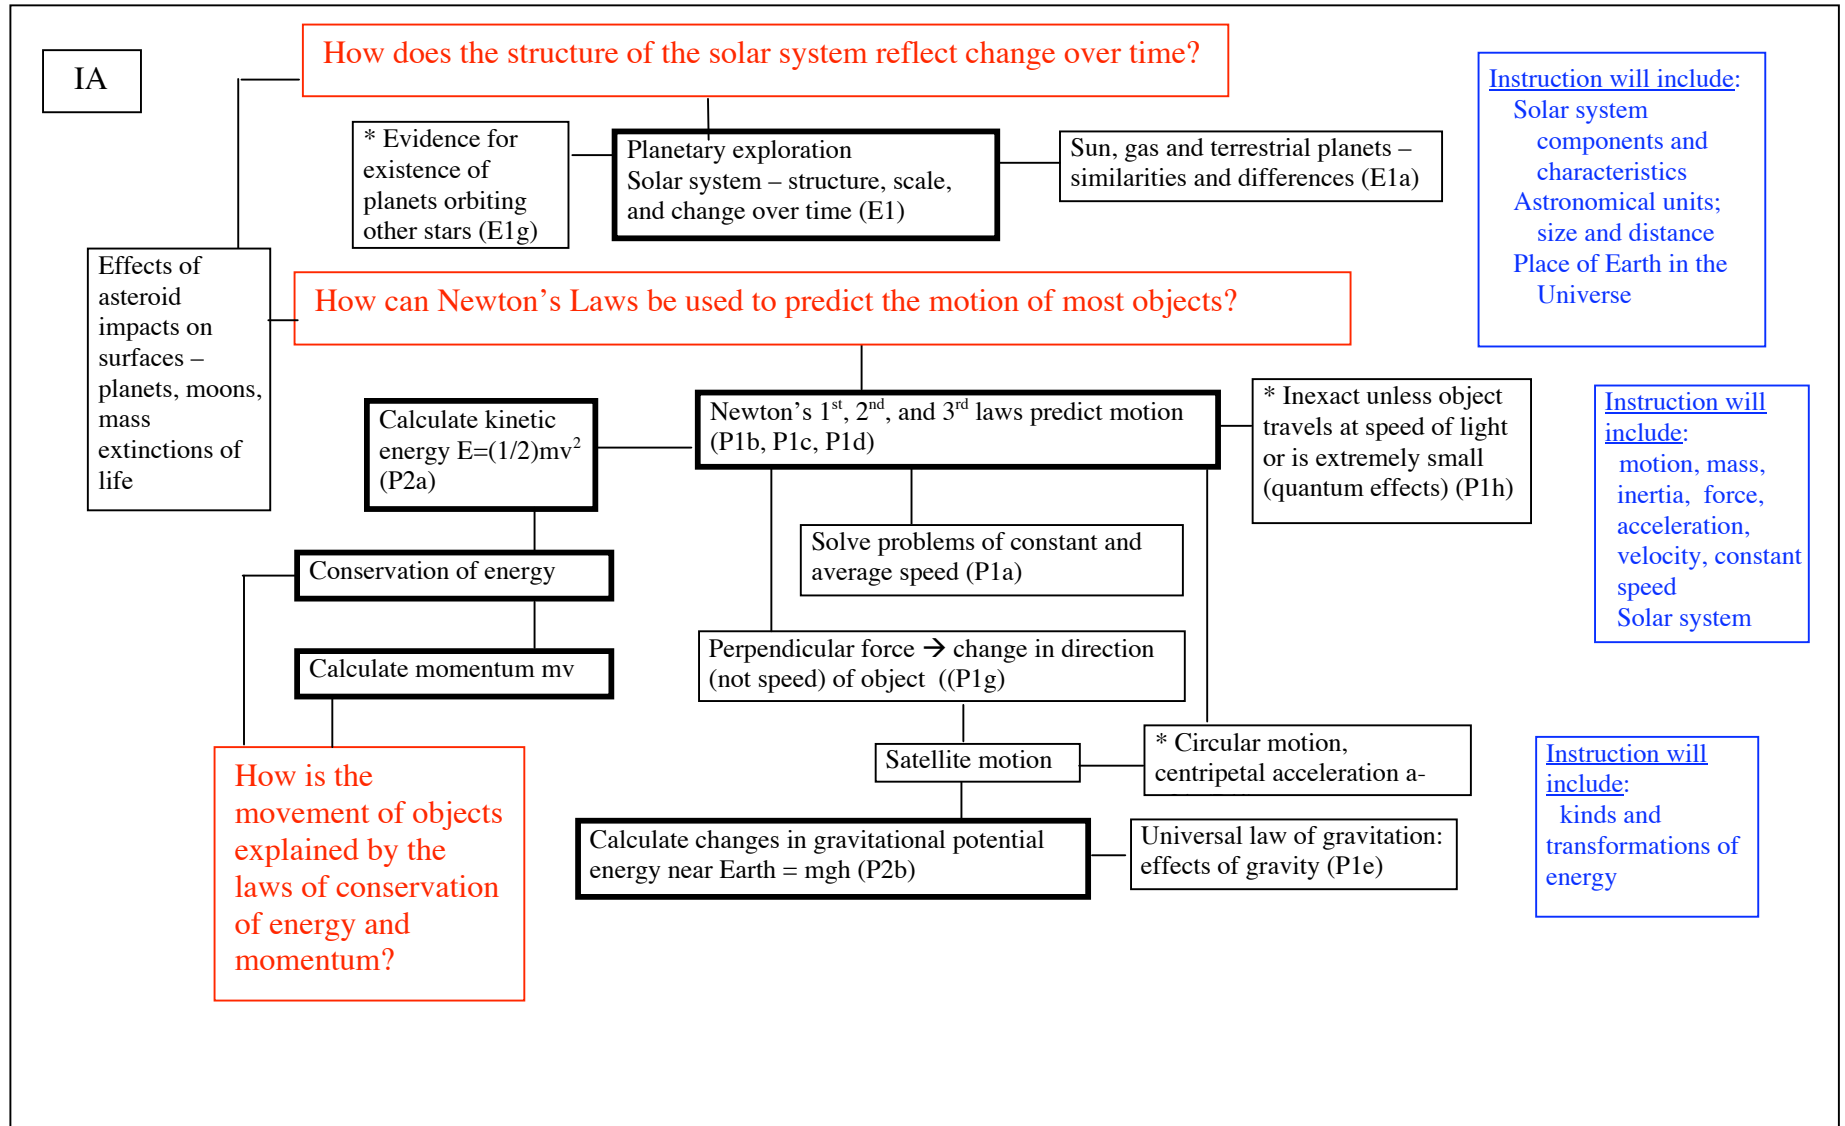 IA
How does the structure of the solar system reflect change over time?
Instruction will include:
Solar system
components and
characteristics
Astronomical units;
size and distance
Place of Earth in the
Universe
* Evidence for
existence of
planets orbiting
other stars (E1g)
Planetary exploration
Solar system – structure, scale,
and change over time (E1)
Sun, gas and terrestrial planets –
similarities and differences (E1a)
Effects of
asteroid
impacts on
surfaces –
planets, moons,
mass
extinctions of
life
How can Newton’s Laws be used to predict the motion of most objects?
Calculate kinetic
energy E=(1/2)mv²
(P2a)
Newton’s 1st, 2nd, and 3rd laws predict motion
(P1b, P1c, P1d)
* Inexact unless object
travels at speed of light
or is extremely small
(quantum effects) (P1h)
Instruction will
include:
motion, mass,
inertia, force,
acceleration,
velocity, constant
speed
Solar system
Solve problems of constant and
average speed (P1a)
Conservation of energy
Perpendicular force → change in direction
(not speed) of object ((P1g)
Calculate momentum mv
Satellite motion
* Circular motion,
centripetal acceleration a-
How is the
movement of objects
explained by the
laws of conservation
of energy and
momentum?
Calculate changes in gravitational potential
energy near Earth = mgh (P2b)
Universal law of gravitation:
effects of gravity (P1e)
Instruction will
include:
kinds and
transformations of
energy